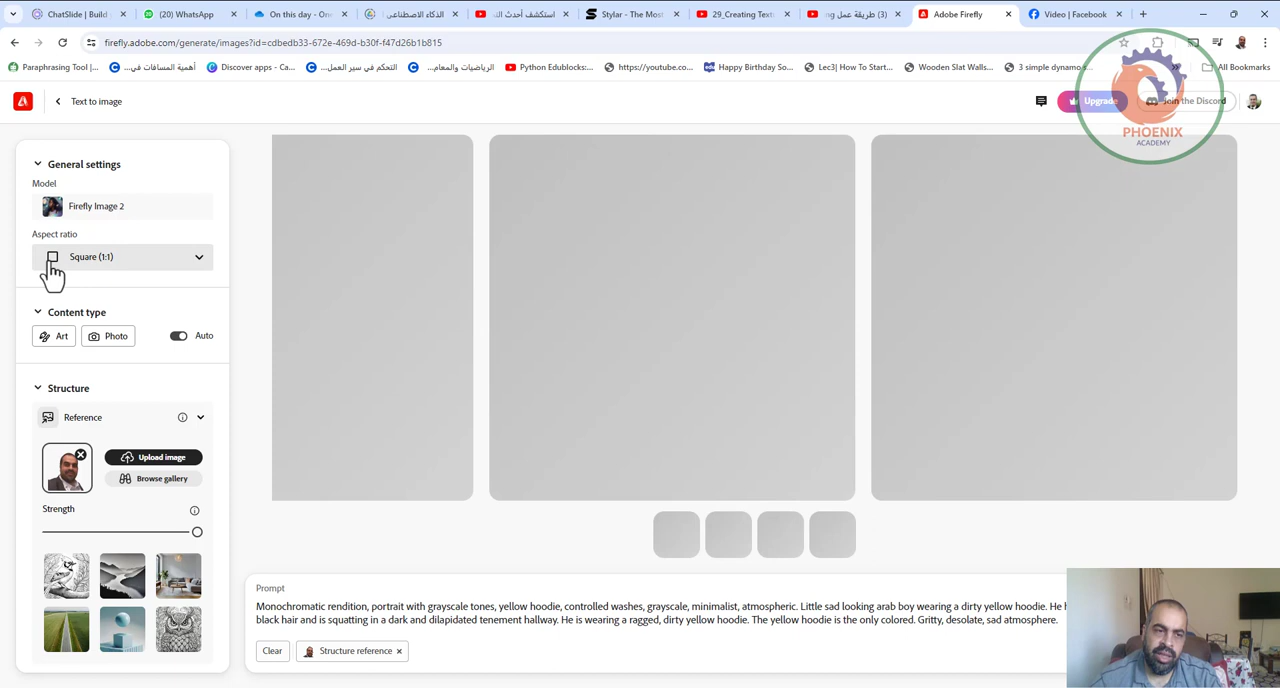 ChatSlide | Build
(20) WhatsApp
On this day - One
الذكاء الاصطناعي
استكشف أحدث
Stylar - The Most
29_Creating Text
(3) طريقة عمل
Adobe Firefly
Video | Facebook
firefly.adobe.com/generate/images?id=cdbedb33-672e-469d-b30f-f47d26b1b815
Paraphrasing Tool |...
أهمية المسافات في...
Discover apps - Ca...
التحكم في سير العمل...
Python Edublocks:...
https://youtube.co...
Happy Birthday So...
Lec3| How To Start...
Wooden Slat Walls...
3 simple dynamo
All Bookmarks
Text to image
Upgrade
Join the Discord
PHOENIX
ACADEMY
General settings
Model
Firefly Image 2
Aspect ratio
Square (1:1)
Content type
Art
Photo
Auto
Structure
Reference
Upload image
Browse gallery
Strength
Prompt
Monochromatic rendition, portrait with grayscale tones, yellow hoodie, controlled washes, grayscale, minimalist, atmospheric. Little sad looking arab boy wearing a dirty yellow hoodie. He
black hair and is squatting in a dark and dilapidated tenement hallway. He is wearing a ragged, dirty yellow hoodie. The yellow hoodie is the only colored. Gritty, desolate, sad atmosphere.
Clear
Structure reference